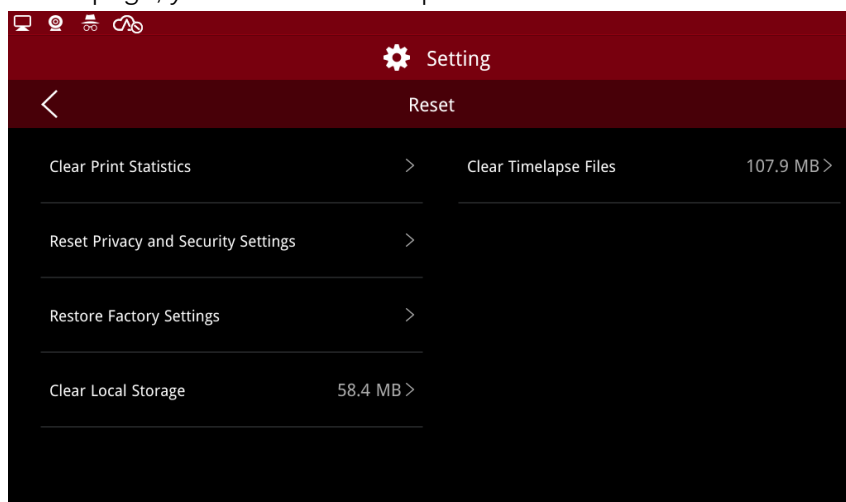 Setting
Reset
Clear Print Statistics
Clear Timelapse Files 107.9 MB
Reset Privacy and Security Settings
Restore Factory Settings
Clear Local Storage 58.4 MB